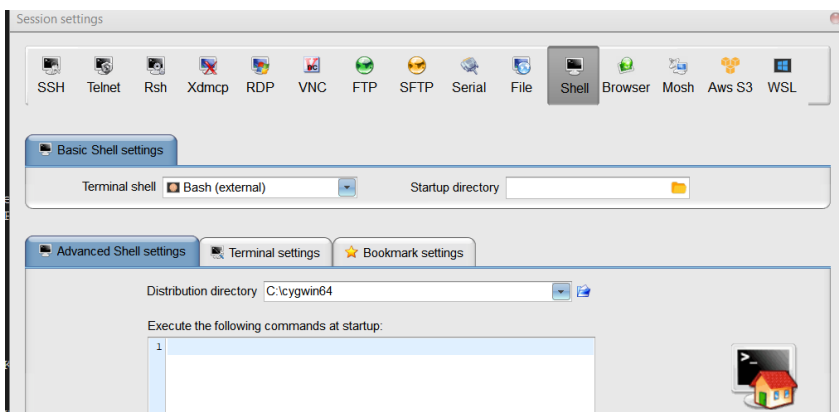 Session settings
SSH Telnet Rsh Xdmcp RDP VNC FTP SFTP Serial File Shell Browser Mosh Aws S3 WSL
Basic Shell settings
Terminal shell Bash (external) Startup directory
Advanced Shell settings Terminal settings Bookmark settings
Distribution directory C:\cygwin64
Execute the following commands at startup:
1